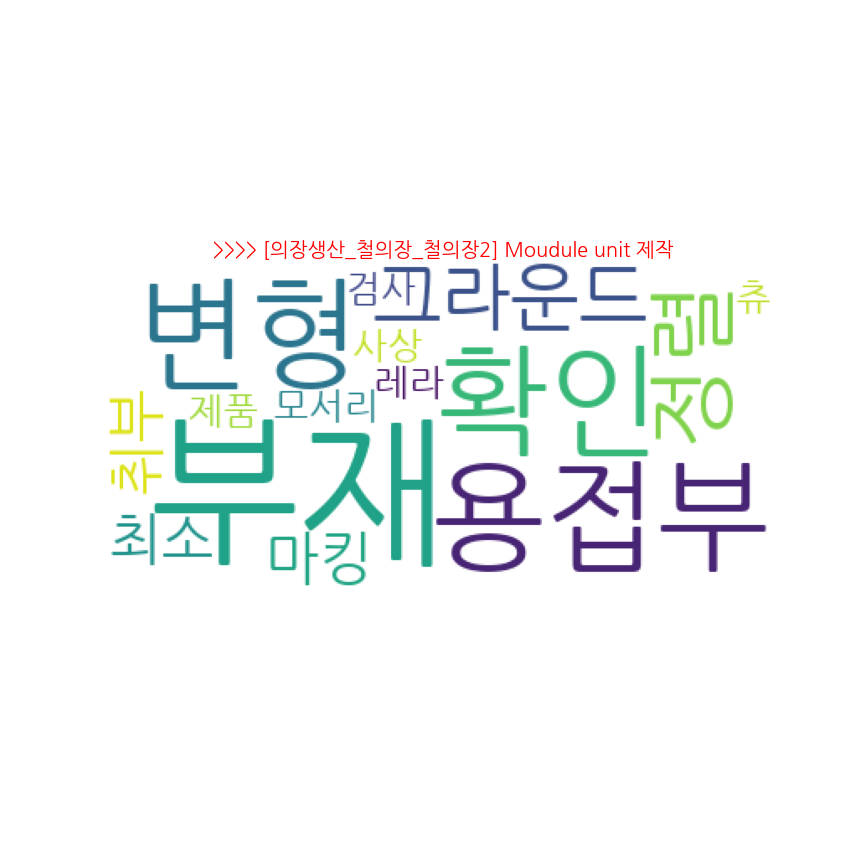 >>>> [의장생산_철의장_철의장2] Moudule unit 제작
변형
검사
그라운드
정렬
츄
사상
레라
확인
제품
모서리
취부
부재
용접부
최소
마킹